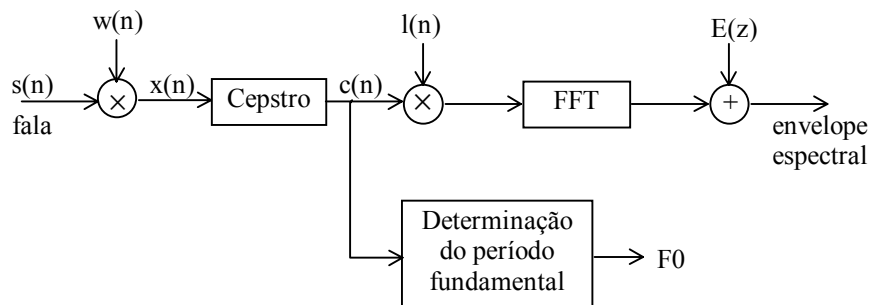 w(n)
l(n)
E(z)
s(n)
×
x(n)
Cepstro
c(n)
×
FFT
+
fala
envelope
espectral
Determinação
do período
fundamental
F0